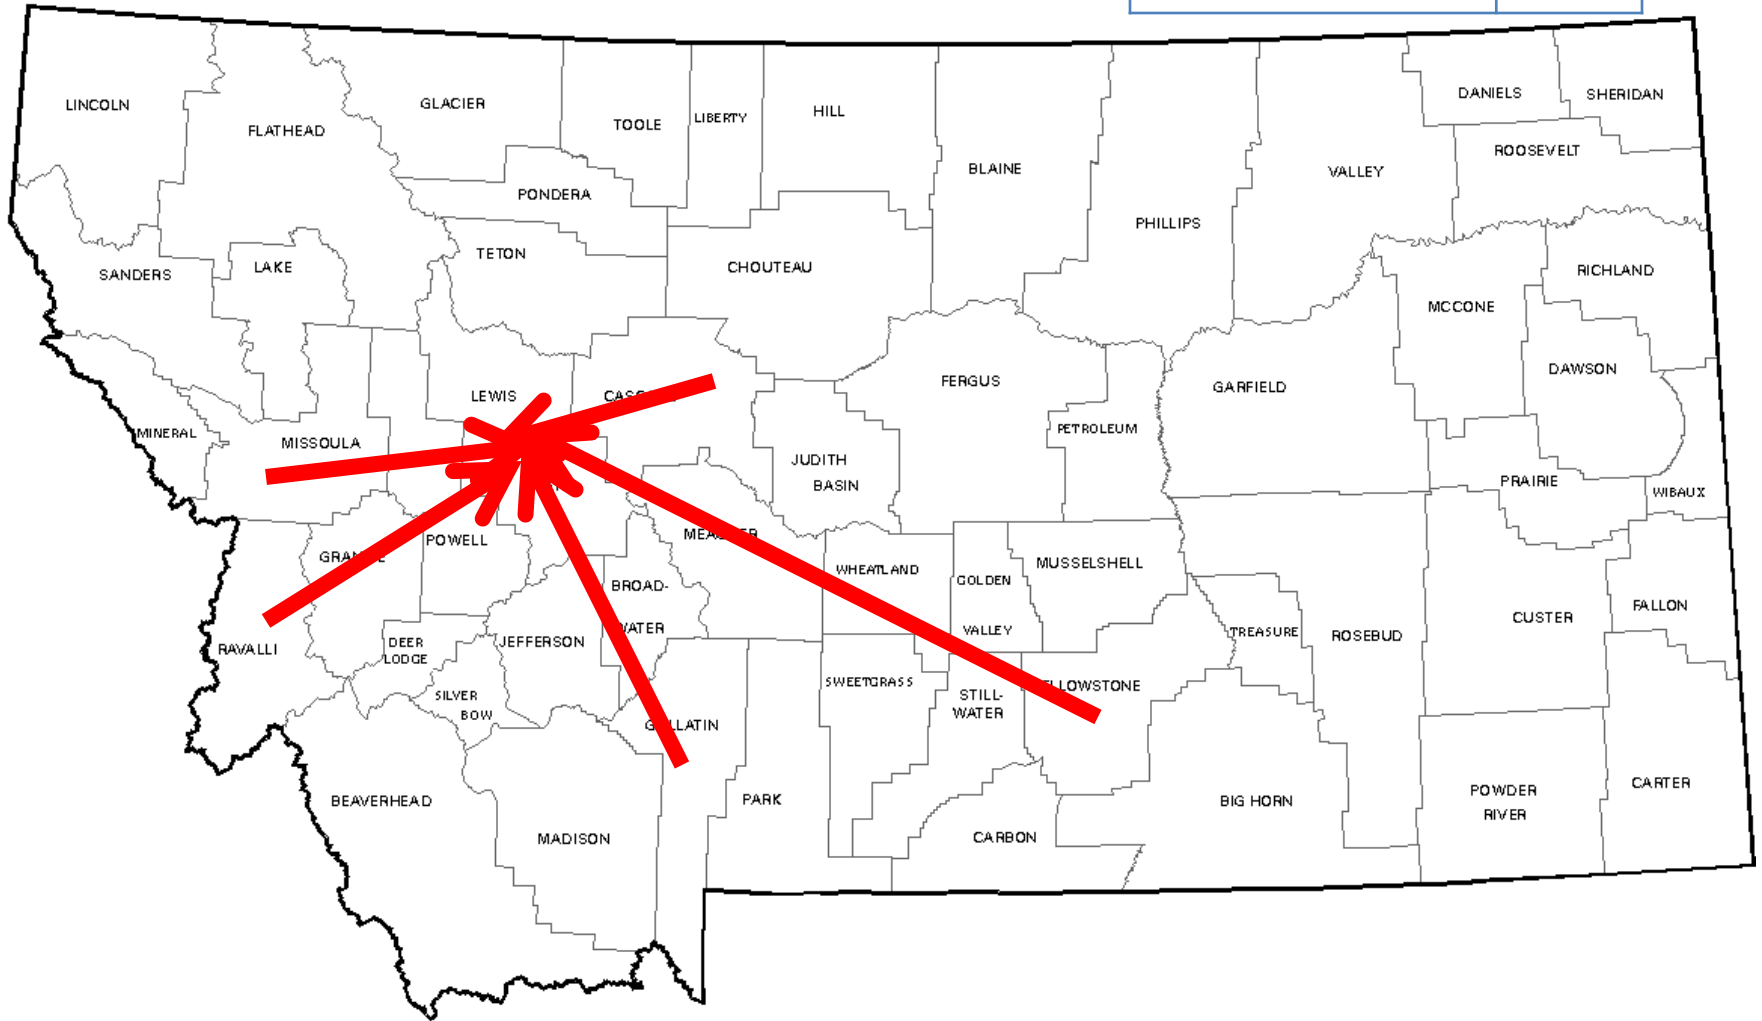 LINCOLN
FLATHEAD
GLACIER
TOOLE
LIBERTY
HILL
BLAINE
PHILLIPS
VALLEY
DANIELS
SHERIDAN
ROOSEVELT
PONDERA
TETON
CHOUTEAU
SANDERS
LAKE
RICHLAND
MCCONE
DAWSON
GARFIELD
FERGUS
PETROLEUM
LEWIS
MINERAL
MISSOULA
JUDITH
BASIN
PRAIRIE
WIBAUX
POWELL
WHEATLAND
GOLDEN
VALLEY
MUSSELSHELL
BROAD-
WATER
TREASURE
ROSEBUD
CUSTER
FALLON
RAVALLI
DEER
LODGE
JEFFERSON
SILVER
BOW
SWEETGRASS
STILL-
WATER
BEAVERHEAD
MADISON
PARK
CARBON
BIG HORN
POWDER
RIVER
CARTER